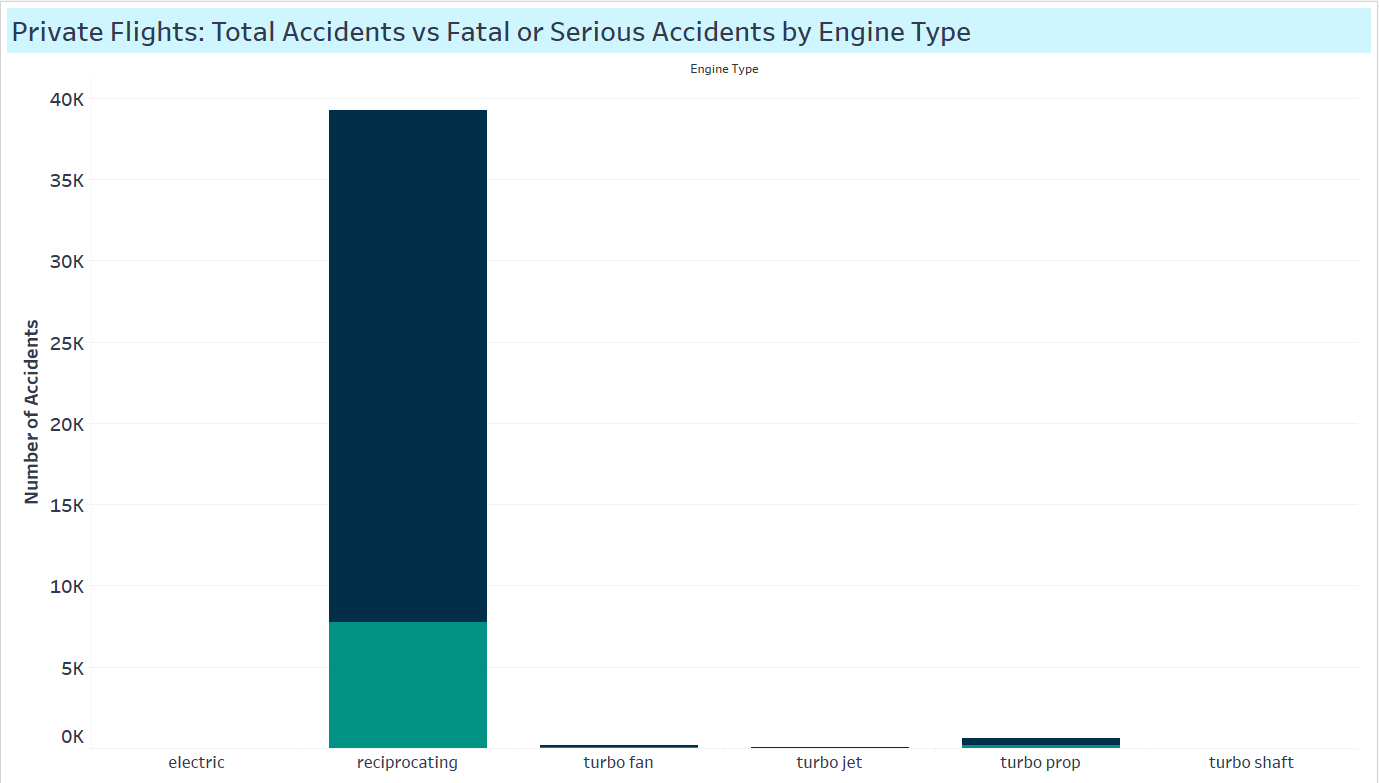 Private Flights: Total Accidents vs Fatal or Serious Accidents by Engine Type
Engine Type
40K
35K
30K
25K
20K
15K
10K
5K
0K
Number of Accidents
electric reciprocating turbo fan turbo jet turbo prop turbo shaft